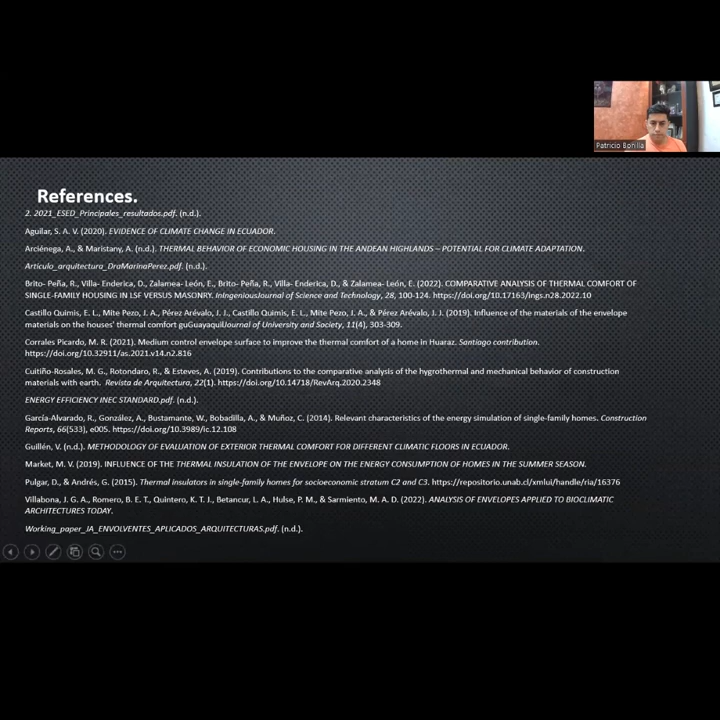 Patricio Bonilla
References.
2. 2021_ESED_Principales_resultados.pdf. (n.d.).
Aguilar, S. A. V. (2020). EVIDENCE OF CLIMATE CHANGE IN ECUADOR.
Arciénega, A., & Maristany, A. (n.d.). THERMAL BEHAVIOR OF ECONOMIC HOUSING IN THE ANDEAN HIGHLANDS – POTENTIAL FOR CLIMATE ADAPTATION.
Articulo_arquitectura_DraMarinaPerez.pdf. (n.d.).
Brito- Peña, R., Villa- Enderica, D., Zalamea- León, E., Brito- Peña, R., Villa- Enderica, D., & Zalamea- León, E. (2022). COMPARATIVE ANALYSIS OF THERMAL COMFORT OF
SINGLE-FAMILY HOUSING IN LSF VERSUS MASONRY. InIngeniousJournal of Science and Technology, 28, 100-124. https://doi.org/10.17163/ings.n28.2022.10
Castillo Quimis, E. L., Mite Pezo, J. A., Pérez Arévalo, J. J., Castillo Quimis, E. L., Mite Pezo, J. A., & Pérez Arévalo, J. J. (2019). Influence of the materials of the envelope
materials on the houses' thermal comfort guGuayaquilJournal of University and Society, 11(4), 303-309.
Corrales Picardo, M. R. (2021). Medium control envelope surface to improve the thermal comfort of a home in Huaraz. Santiago contribution.
https://doi.org/10.32911/as.2021.v14.n2.816
Cuitiño-Rosales, M. G., Rotondaro, R., & Esteves, A. (2019). Contributions to the comparative analysis of the hygrothermal and mechanical behavior of construction
materials with earth. Revista de Arquitectura, 22(1). https://doi.org/10.14718/RevArq.2020.2348
ENERGY EFFICIENCY INEC STANDARD.pdf. (n.d.).
García-Alvarado, R., González, A., Bustamante, W., Bobadilla, A., & Muñoz, C. (2014). Relevant characteristics of the energy simulation of single-family homes. Construction
Reports, 66(533), e005. https://doi.org/10.3989/ic.12.108
Guillén, V. (n.d.). METHODOLOGY OF EVALUATION OF EXTERIOR THERMAL COMFORT FOR DIFFERENT CLIMATIC FLOORS IN ECUADOR.
Market, M. V. (2019). INFLUENCE OF THE THERMAL INSULATION OF THE ENVELOPE ON THE ENERGY CONSUMPTION OF HOMES IN THE SUMMER SEASON.
Pulgar, D., & Andrés, G. (2015). Thermal insulators in single-family homes for socioeconomic stratum C2 and C3. https://repositorio.unab.cl/xmlui/handle/ria/16376
Villabona, J. G. A., Romero, B. E. T., Quintero, K. T. J., Betancur, L. A., Hulse, P. M., & Sarmiento, M. A. D. (2022). ANALYSIS OF ENVELOPES APPLIED TO BIOCLIMATIC
ARCHITECTURES TODAY.
Working_paper_JA_ENVOLVENTES_APLICADOS_ARQUITECTURAS.pdf. (n.d.).